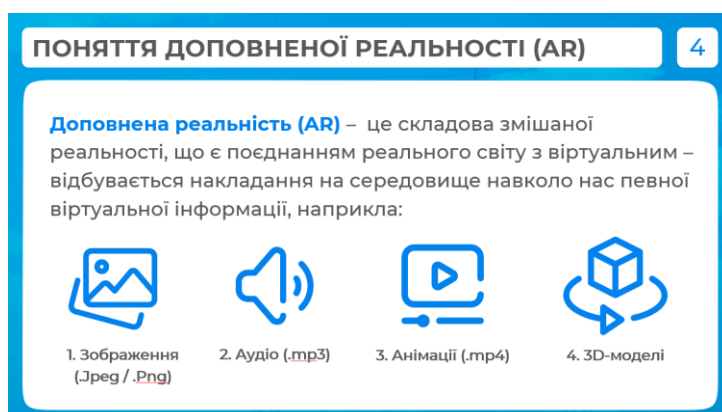 ПОНЯТТЯ ДОПОВНЕНОЇ РЕАЛЬНОСТІ (AR)
4
Доповнена реальність (AR) – це складова змішаної
реальності, що є поєднанням реального світу з віртуальним –
відбувається накладання на середовище навколо нас певної
віртуальної інформації, наприкла:
1. Зображення
(.Jpeg / .Png)
2. Аудіо (.mp3)
3. Анімації (.mp4)
4. 3D-моделі